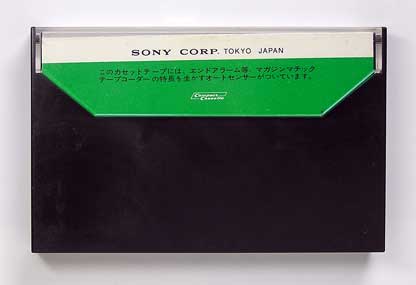 SONY CORP. TOKYO JAPAN
このカセットテープには、エンドアラーム等、マガジンマチック
テープコーダーの特長を生かすオートセンサーがついています。
Compact
Cassette